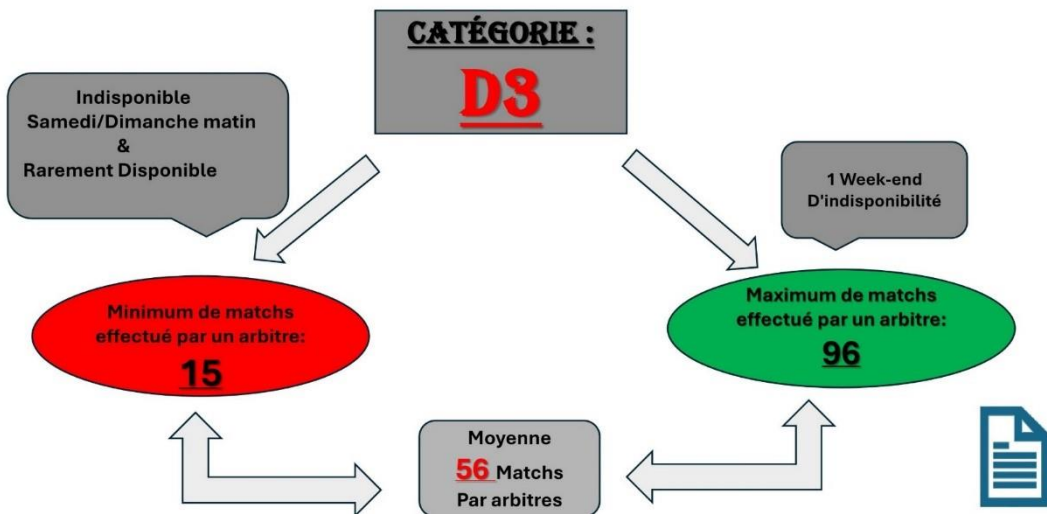 CATÉGORIE :
D3
Indisponible
Samedi/Dimanche matin
&
Rarement Disponible
1 Week-end
D'indisponibilité
Minimum de matchs
effectué par un arbitre:
15
Maximum de matchs
effectué par un arbitre:
96
Moyenne
56 Matchs
Par arbitres